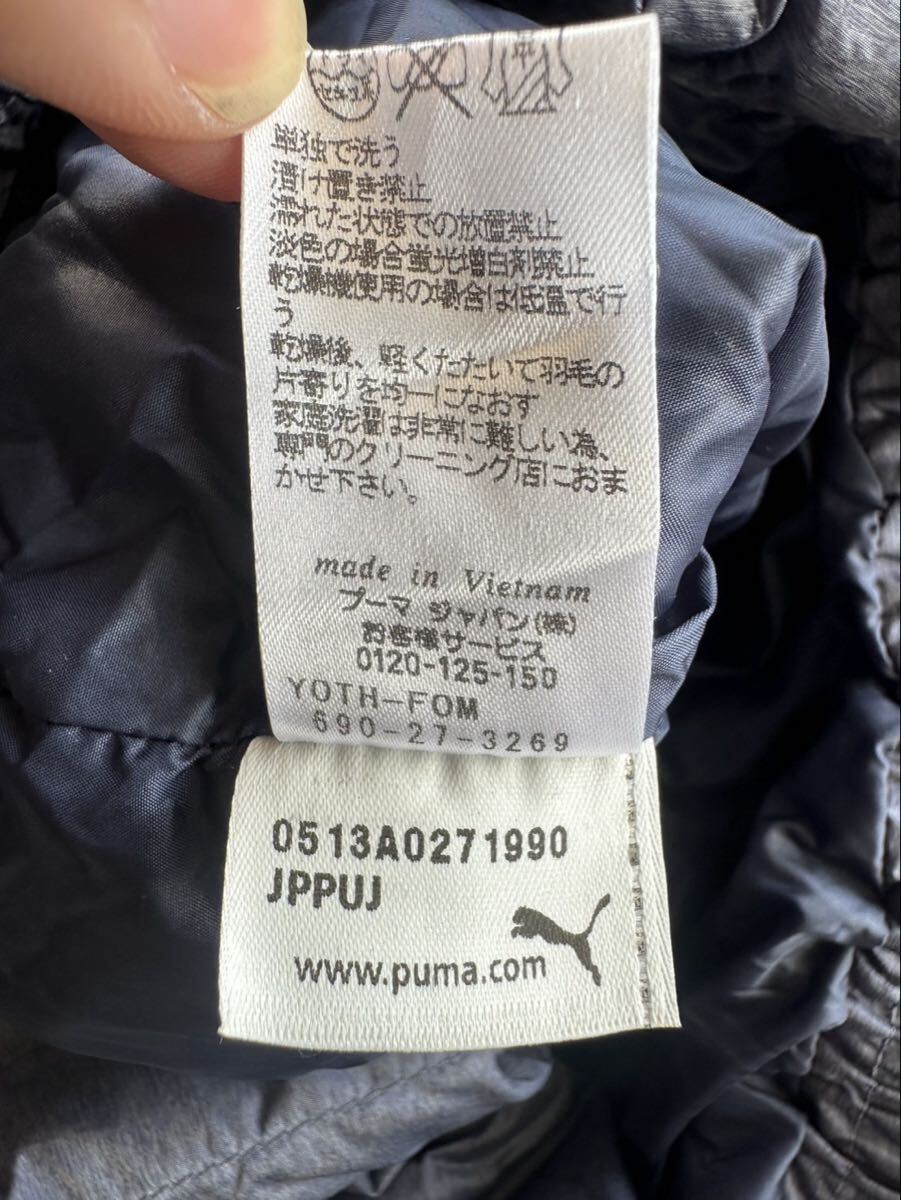 単独で洗う
漬け置き禁止
濡れた状態での放置禁止
淡色の場合蛍光増白剤禁止
乾燥機使用の場合は低温で行
う
乾燥後、軽くたたいて羽毛の
片寄りを均一になおす
家庭洗濯は非常に難しい為、
専門のクリーニング店におま
かせ下さい。
made in Vietnam
プーマ ジャパン(株)
お客様サービス
0120-125-150
YOTH-FOM
690-27-3269
0513A0271990
JPPUJ
www.puma.com